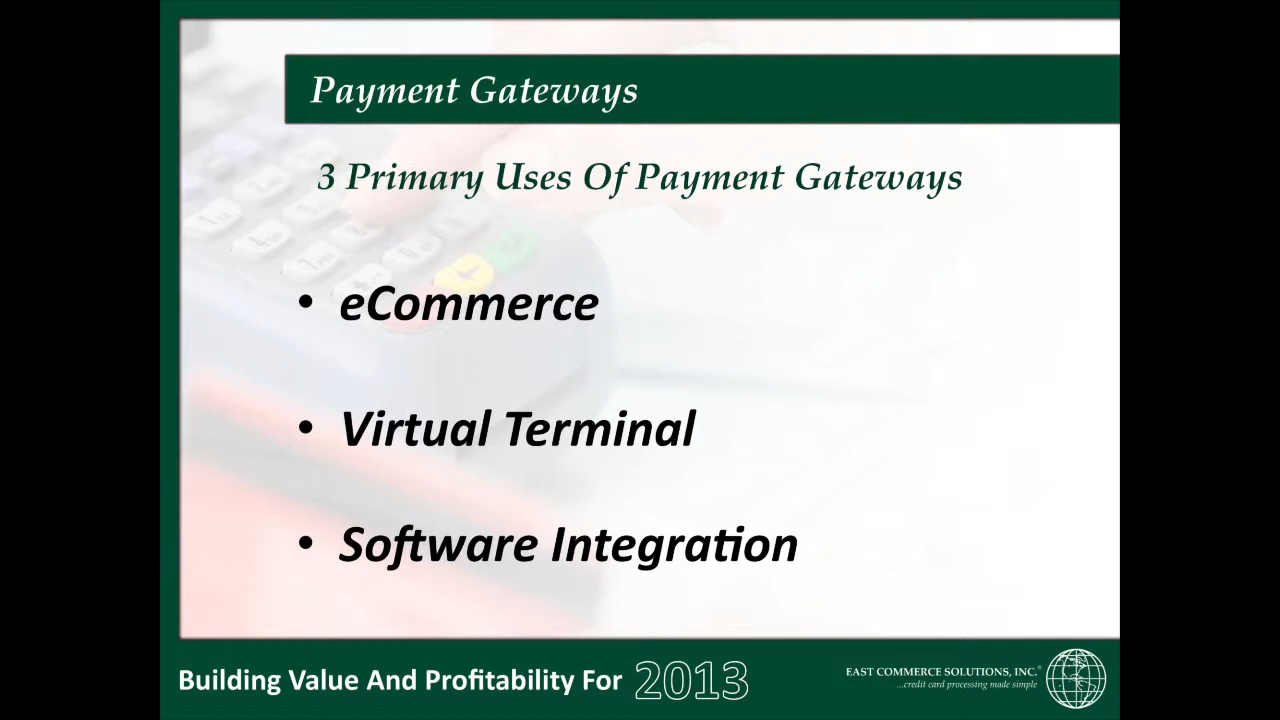 Payment Gateways
3 Primary Uses Of Payment Gateways
• eCommerce
• Virtual Terminal
• Software Integration
Building Value And Profitability For 2013
EAST COMMERCE SOLUTIONS, INC.®
...credit card processing made simple